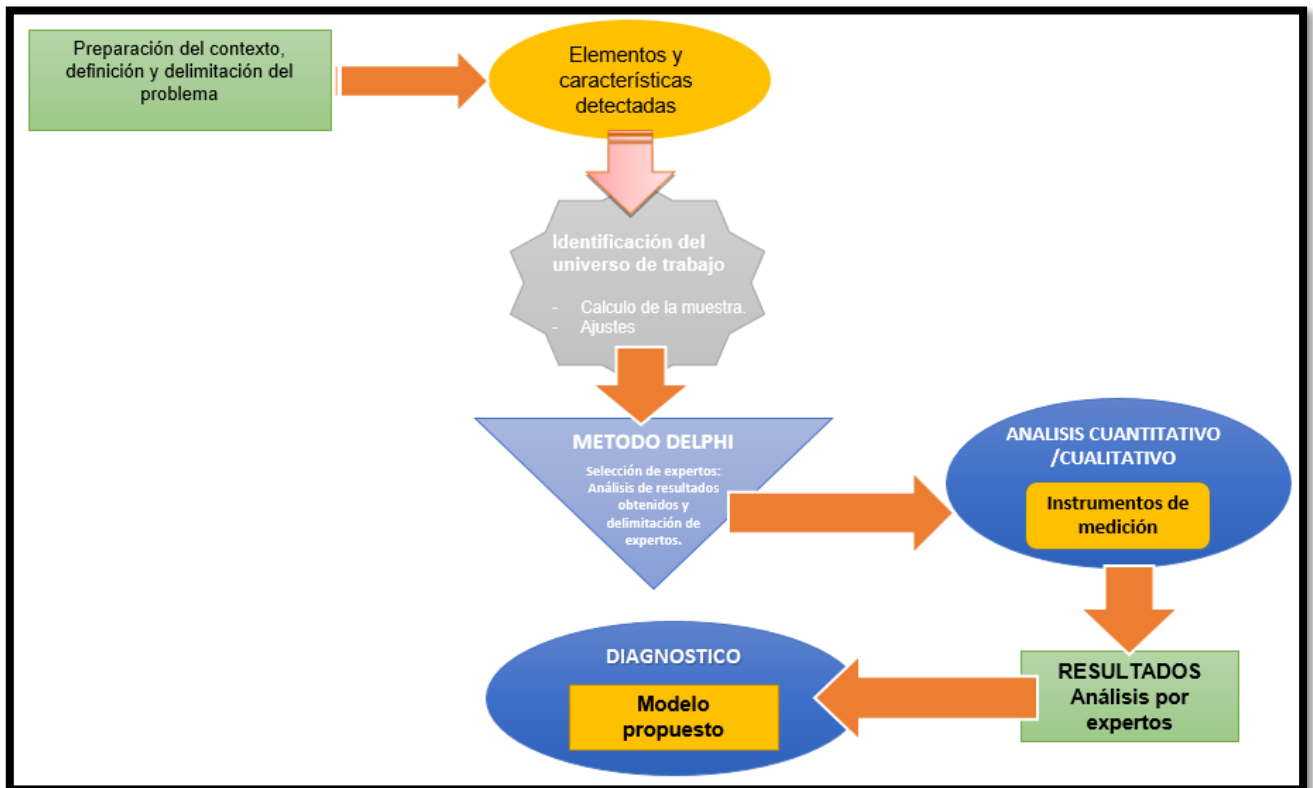 Preparación del contexto,
definición y delimitación del
problema
Elementos y
características
detectadas
Identificación del
universo de trabajo
- Calculo de la muestra.
- Ajustes
METODO DELPHI
Selección de expertos:
Análisis de resultados
obtenidos y
delimitación de
expertos.
ANALISIS CUANTITATIVO
/CUALITATIVO
Instrumentos de
medición
RESULTADOS
Análisis por
expertos
DIAGNOSTICO
Modelo
propuesto